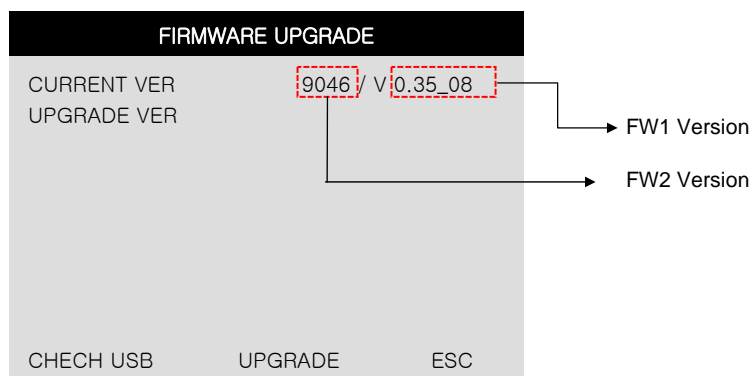 FIRMWARE UPGRADE
CURRENT VER 9046 / V 0.35_08
UPGRADE VER
FW1 Version
FW2 Version
CHECH USB UPGRADE ESC